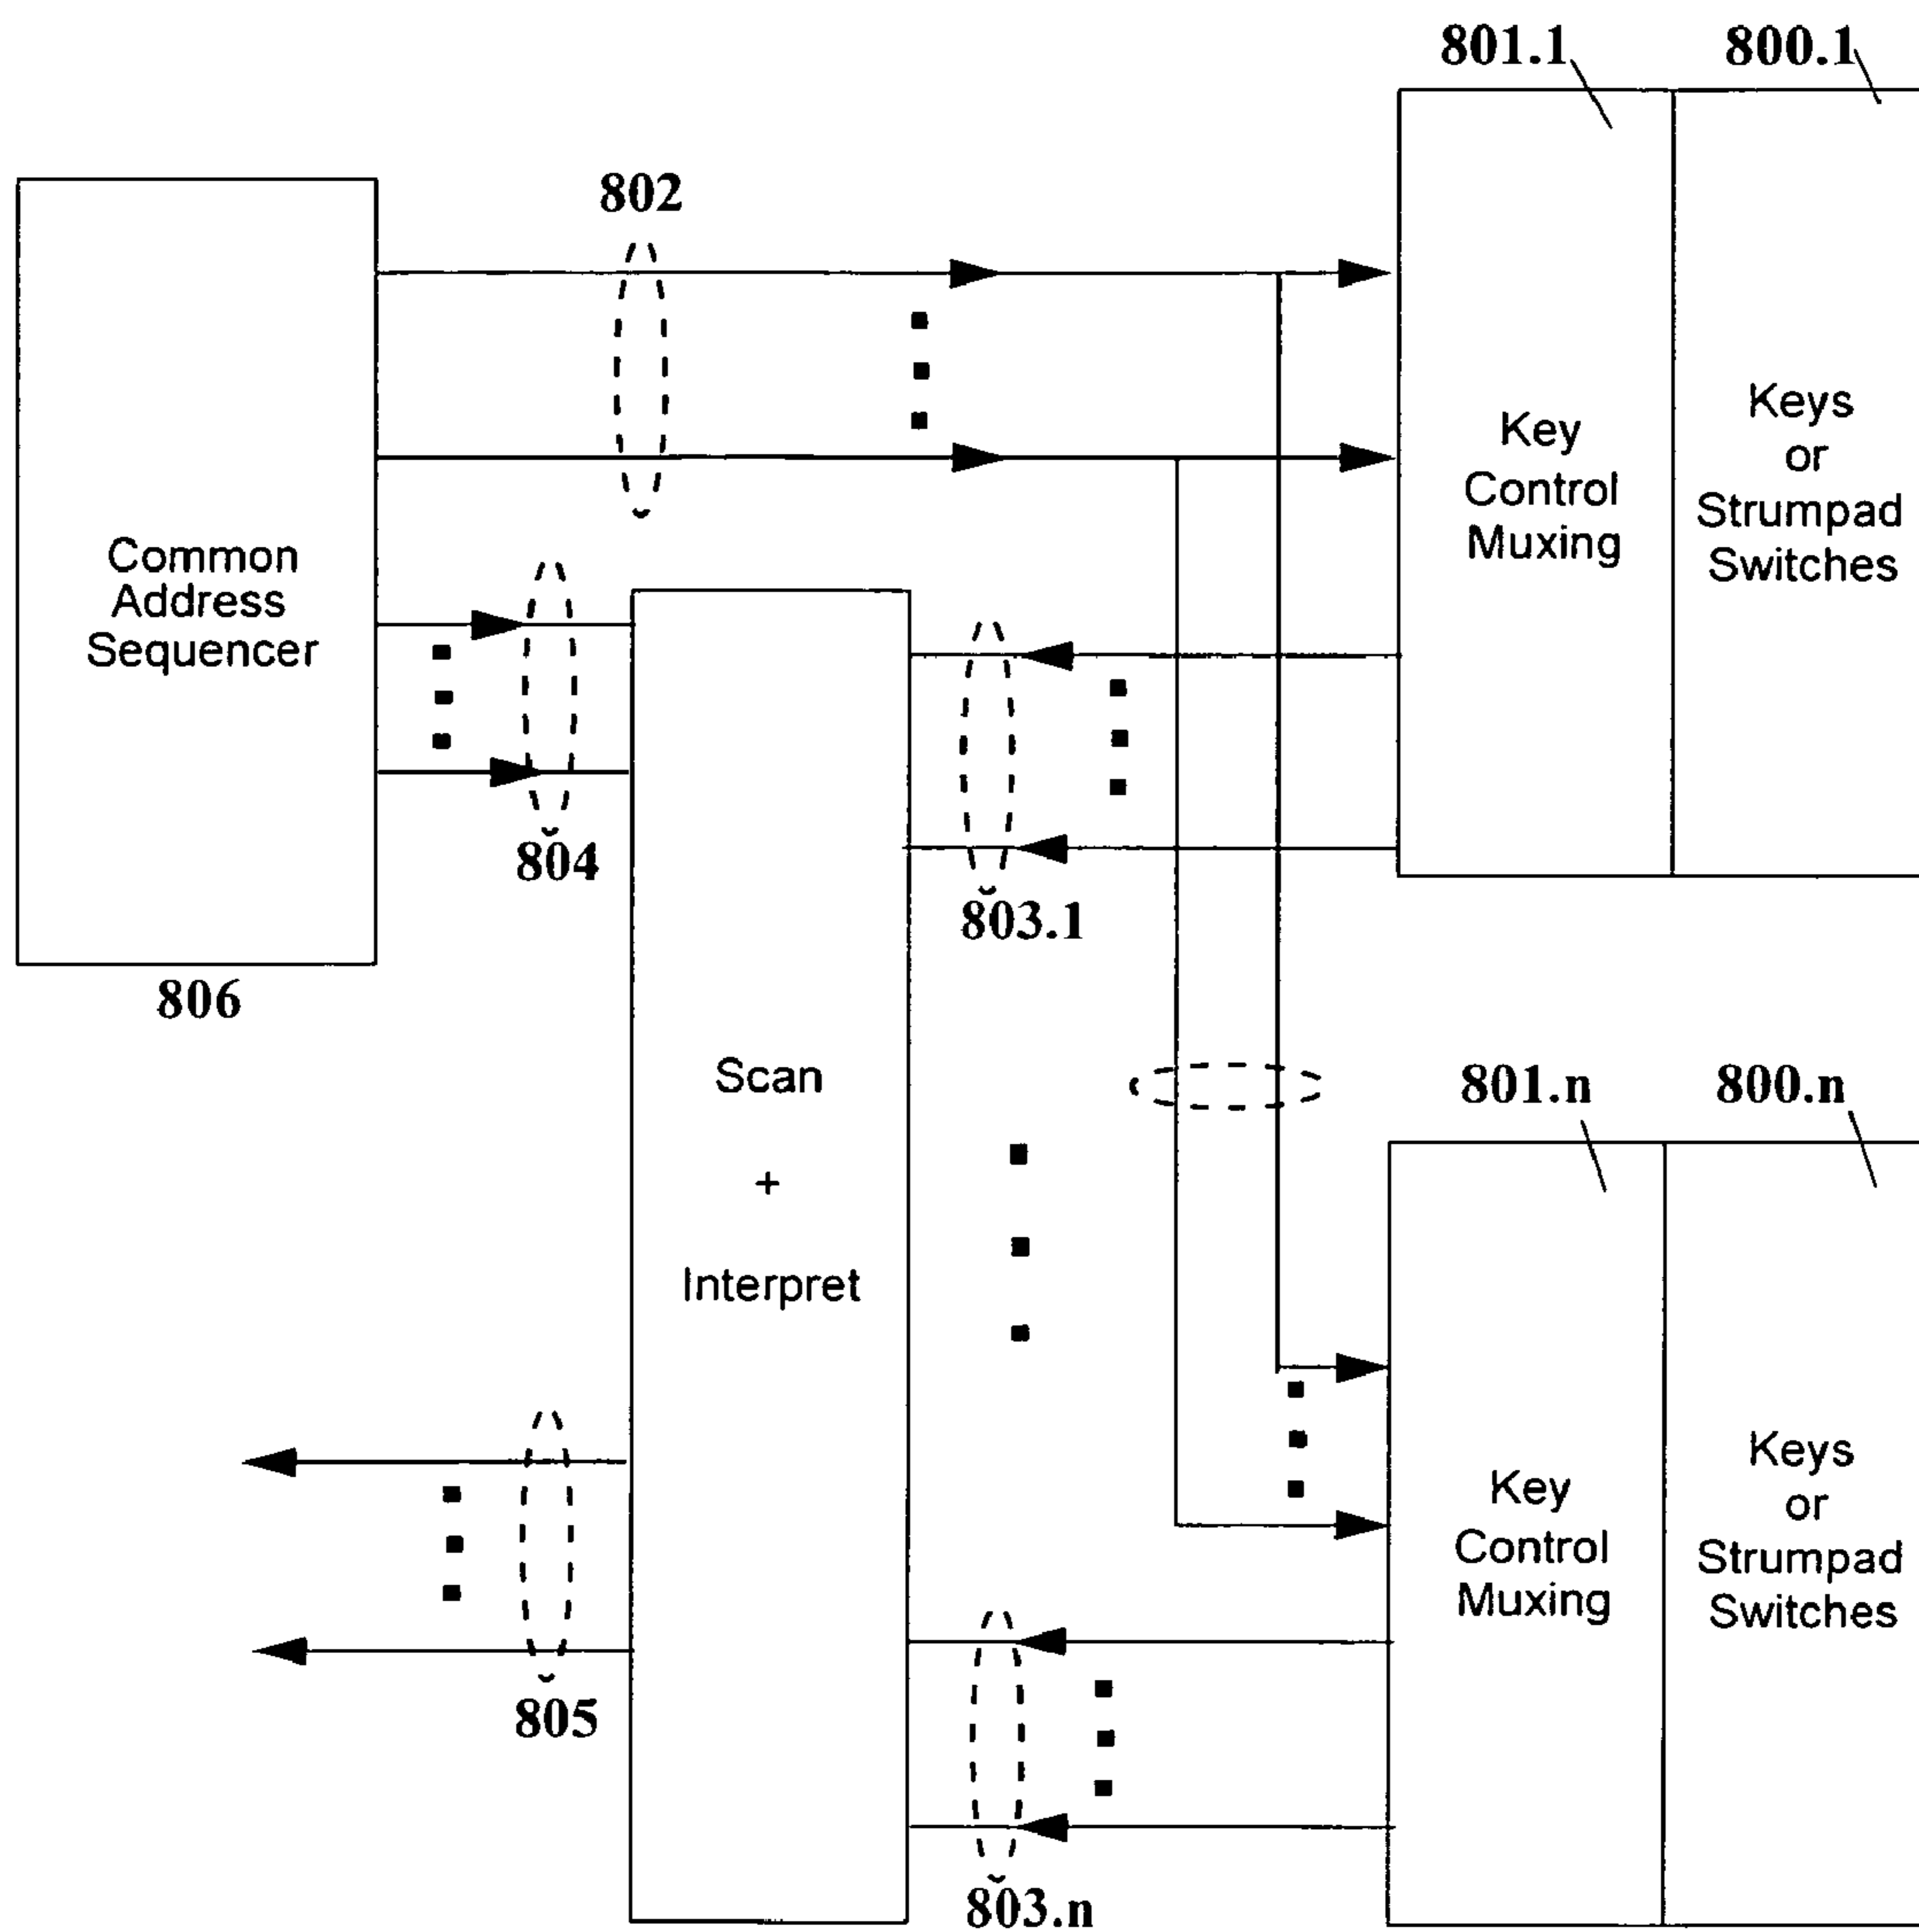 801.1
800.1
802
Common
Address
Sequencer
Key
Control
Muxing
Keys
or
Strumpad
Switches
804
803.1
806
Scan
+
Interpret
801.n
800.n
Key
Control
Muxing
Keys
or
Strumpad
Switches
805
803.n